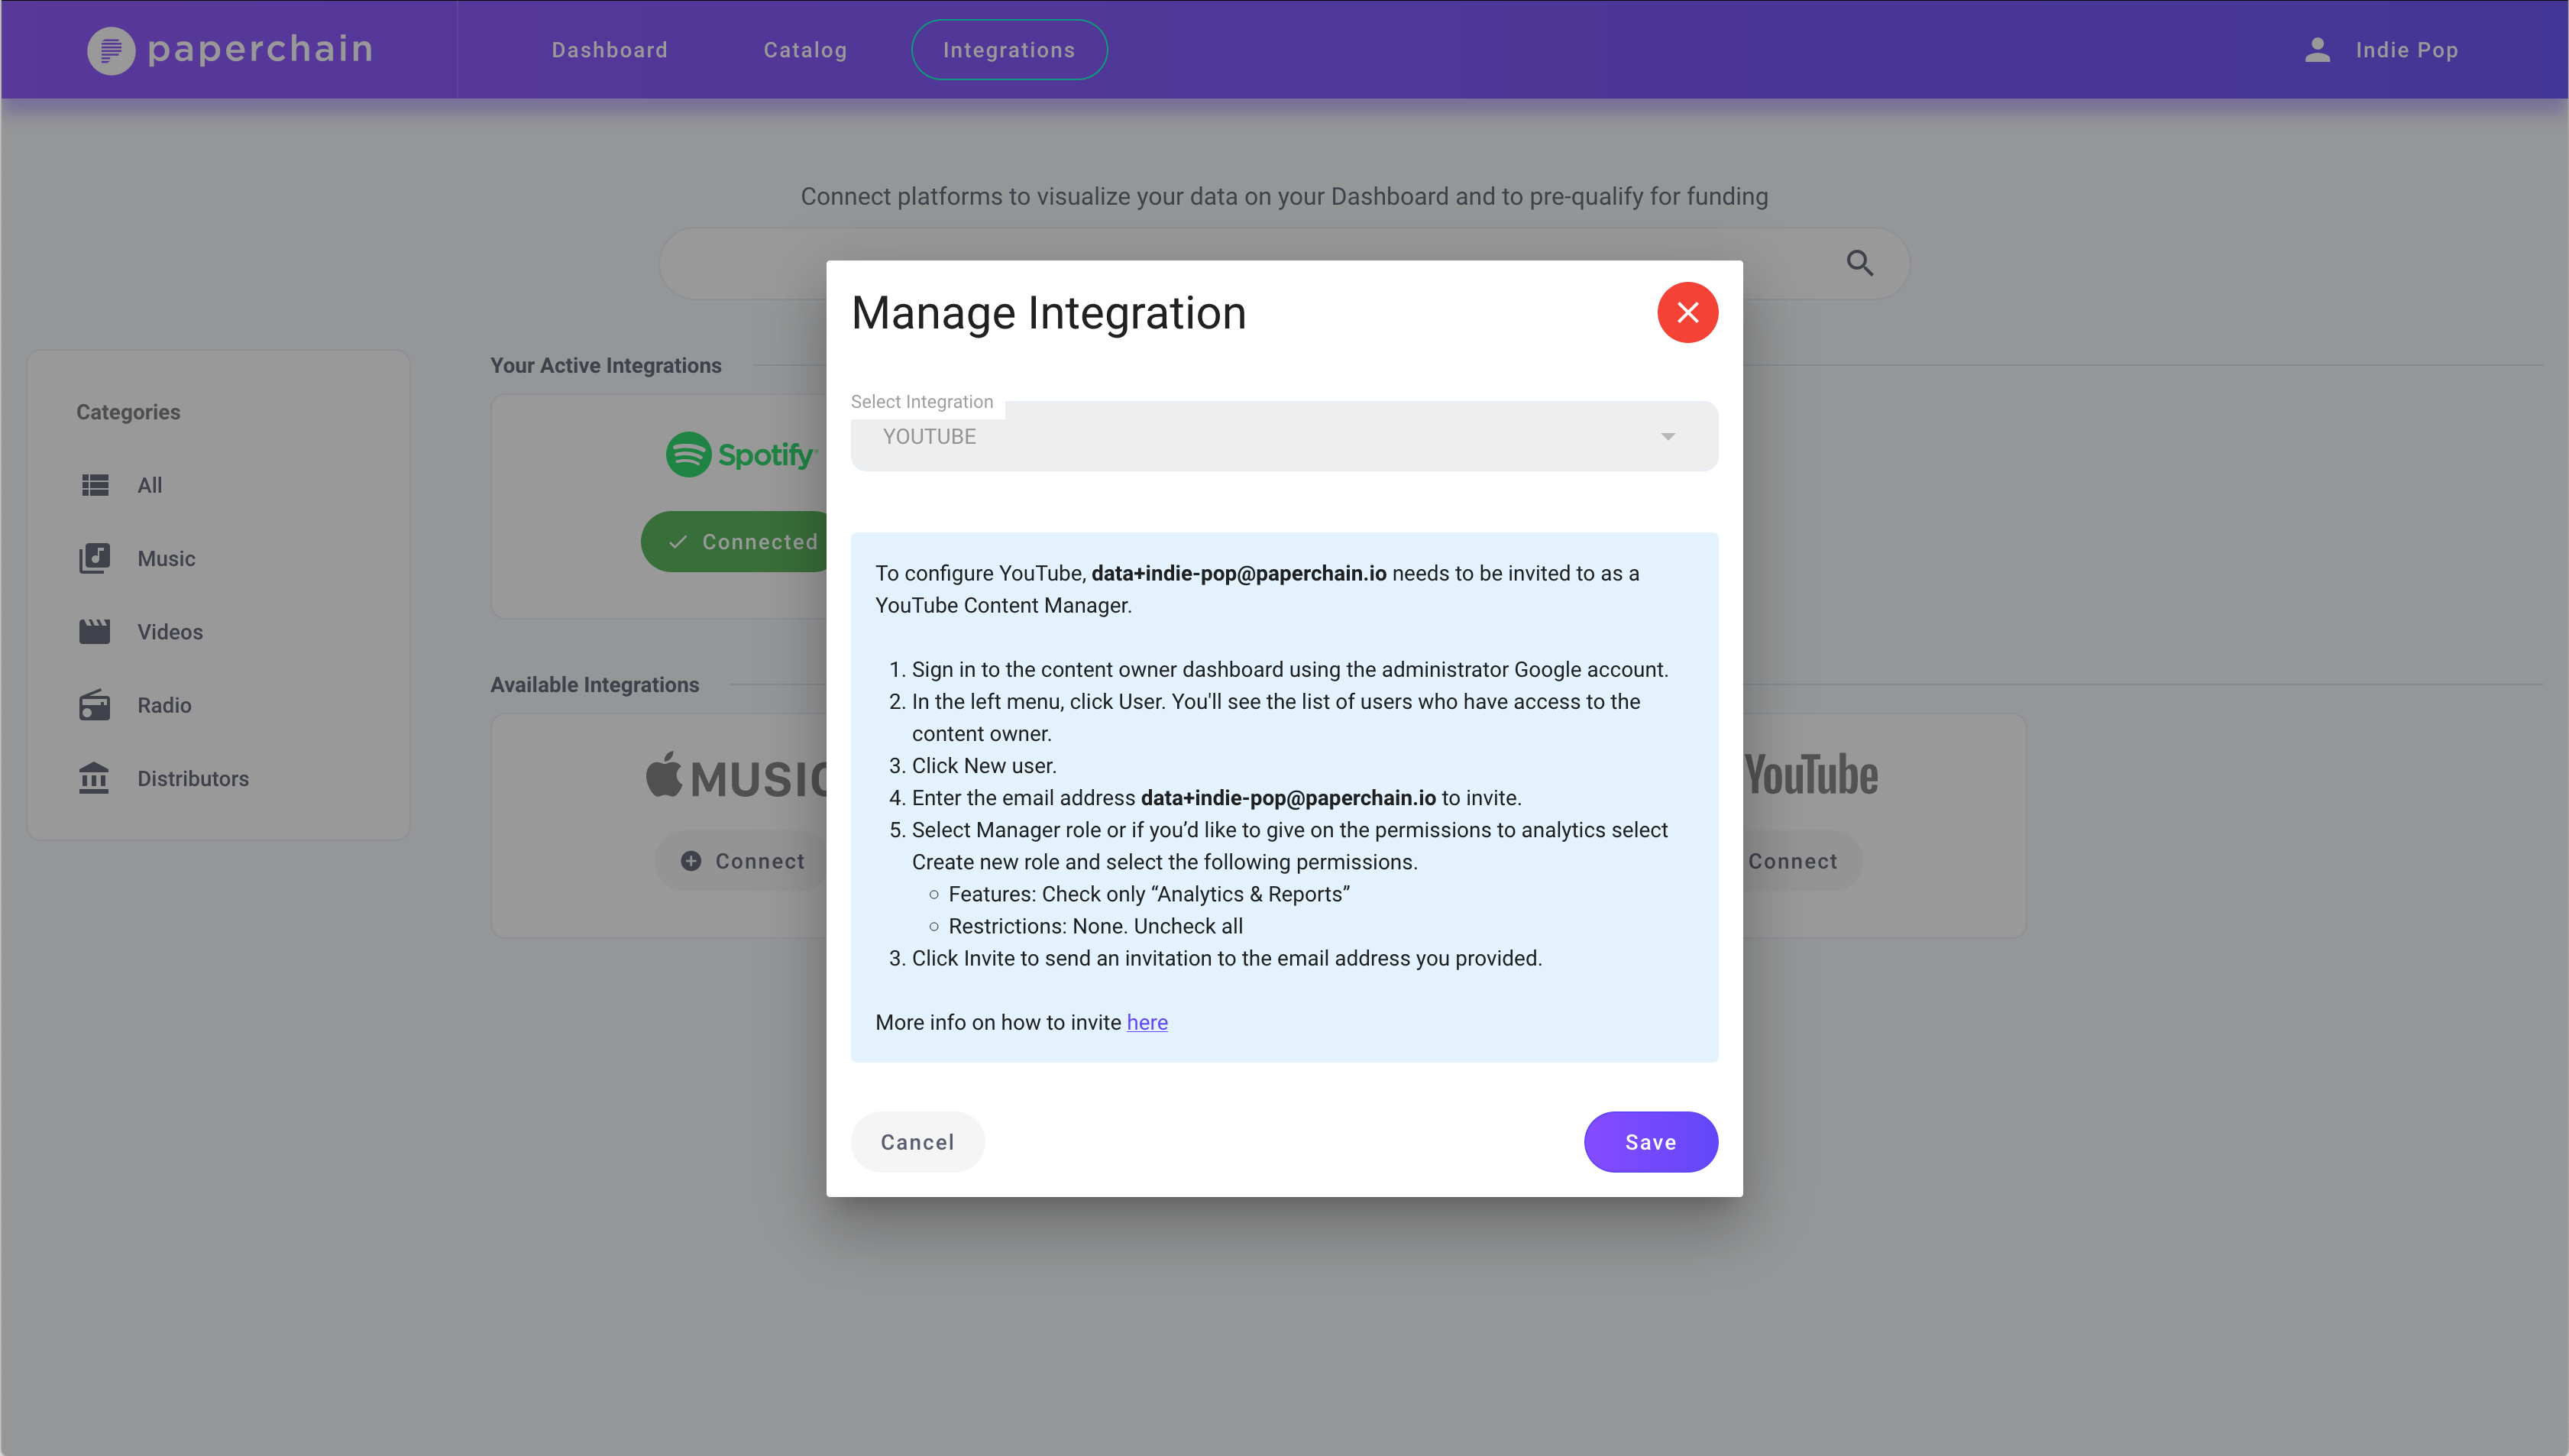 paperchain
Dashboard
Catalog
Integrations
Indie Pop
Connect platforms to visualize your data on your Dashboard and to pre-qualify for funding
Categories
All
Music
Videos
Radio
Distributors
Your Active Integrations
Spotify
Connected
Available Integrations
MUSIC
Connect
YouTube
Connect
Manage Integration
Select Integration
YOUTUBE
To configure YouTube, data+indie-pop@paperchain.io needs to be invited to as a
YouTube Content Manager.
1. Sign in to the content owner dashboard using the administrator Google account.
2. In the left menu, click User. You'll see the list of users who have access to the
content owner.
3. Click New user.
4. Enter the email address data+indie-pop@paperchain.io to invite.
5. Select Manager role or if you’d like to give on the permissions to analytics select
Create new role and select the following permissions.
○ Features: Check only “Analytics & Reports”
○ Restrictions: None. Uncheck all
3. Click Invite to send an invitation to the email address you provided.
More info on how to invite here
Cancel
Save